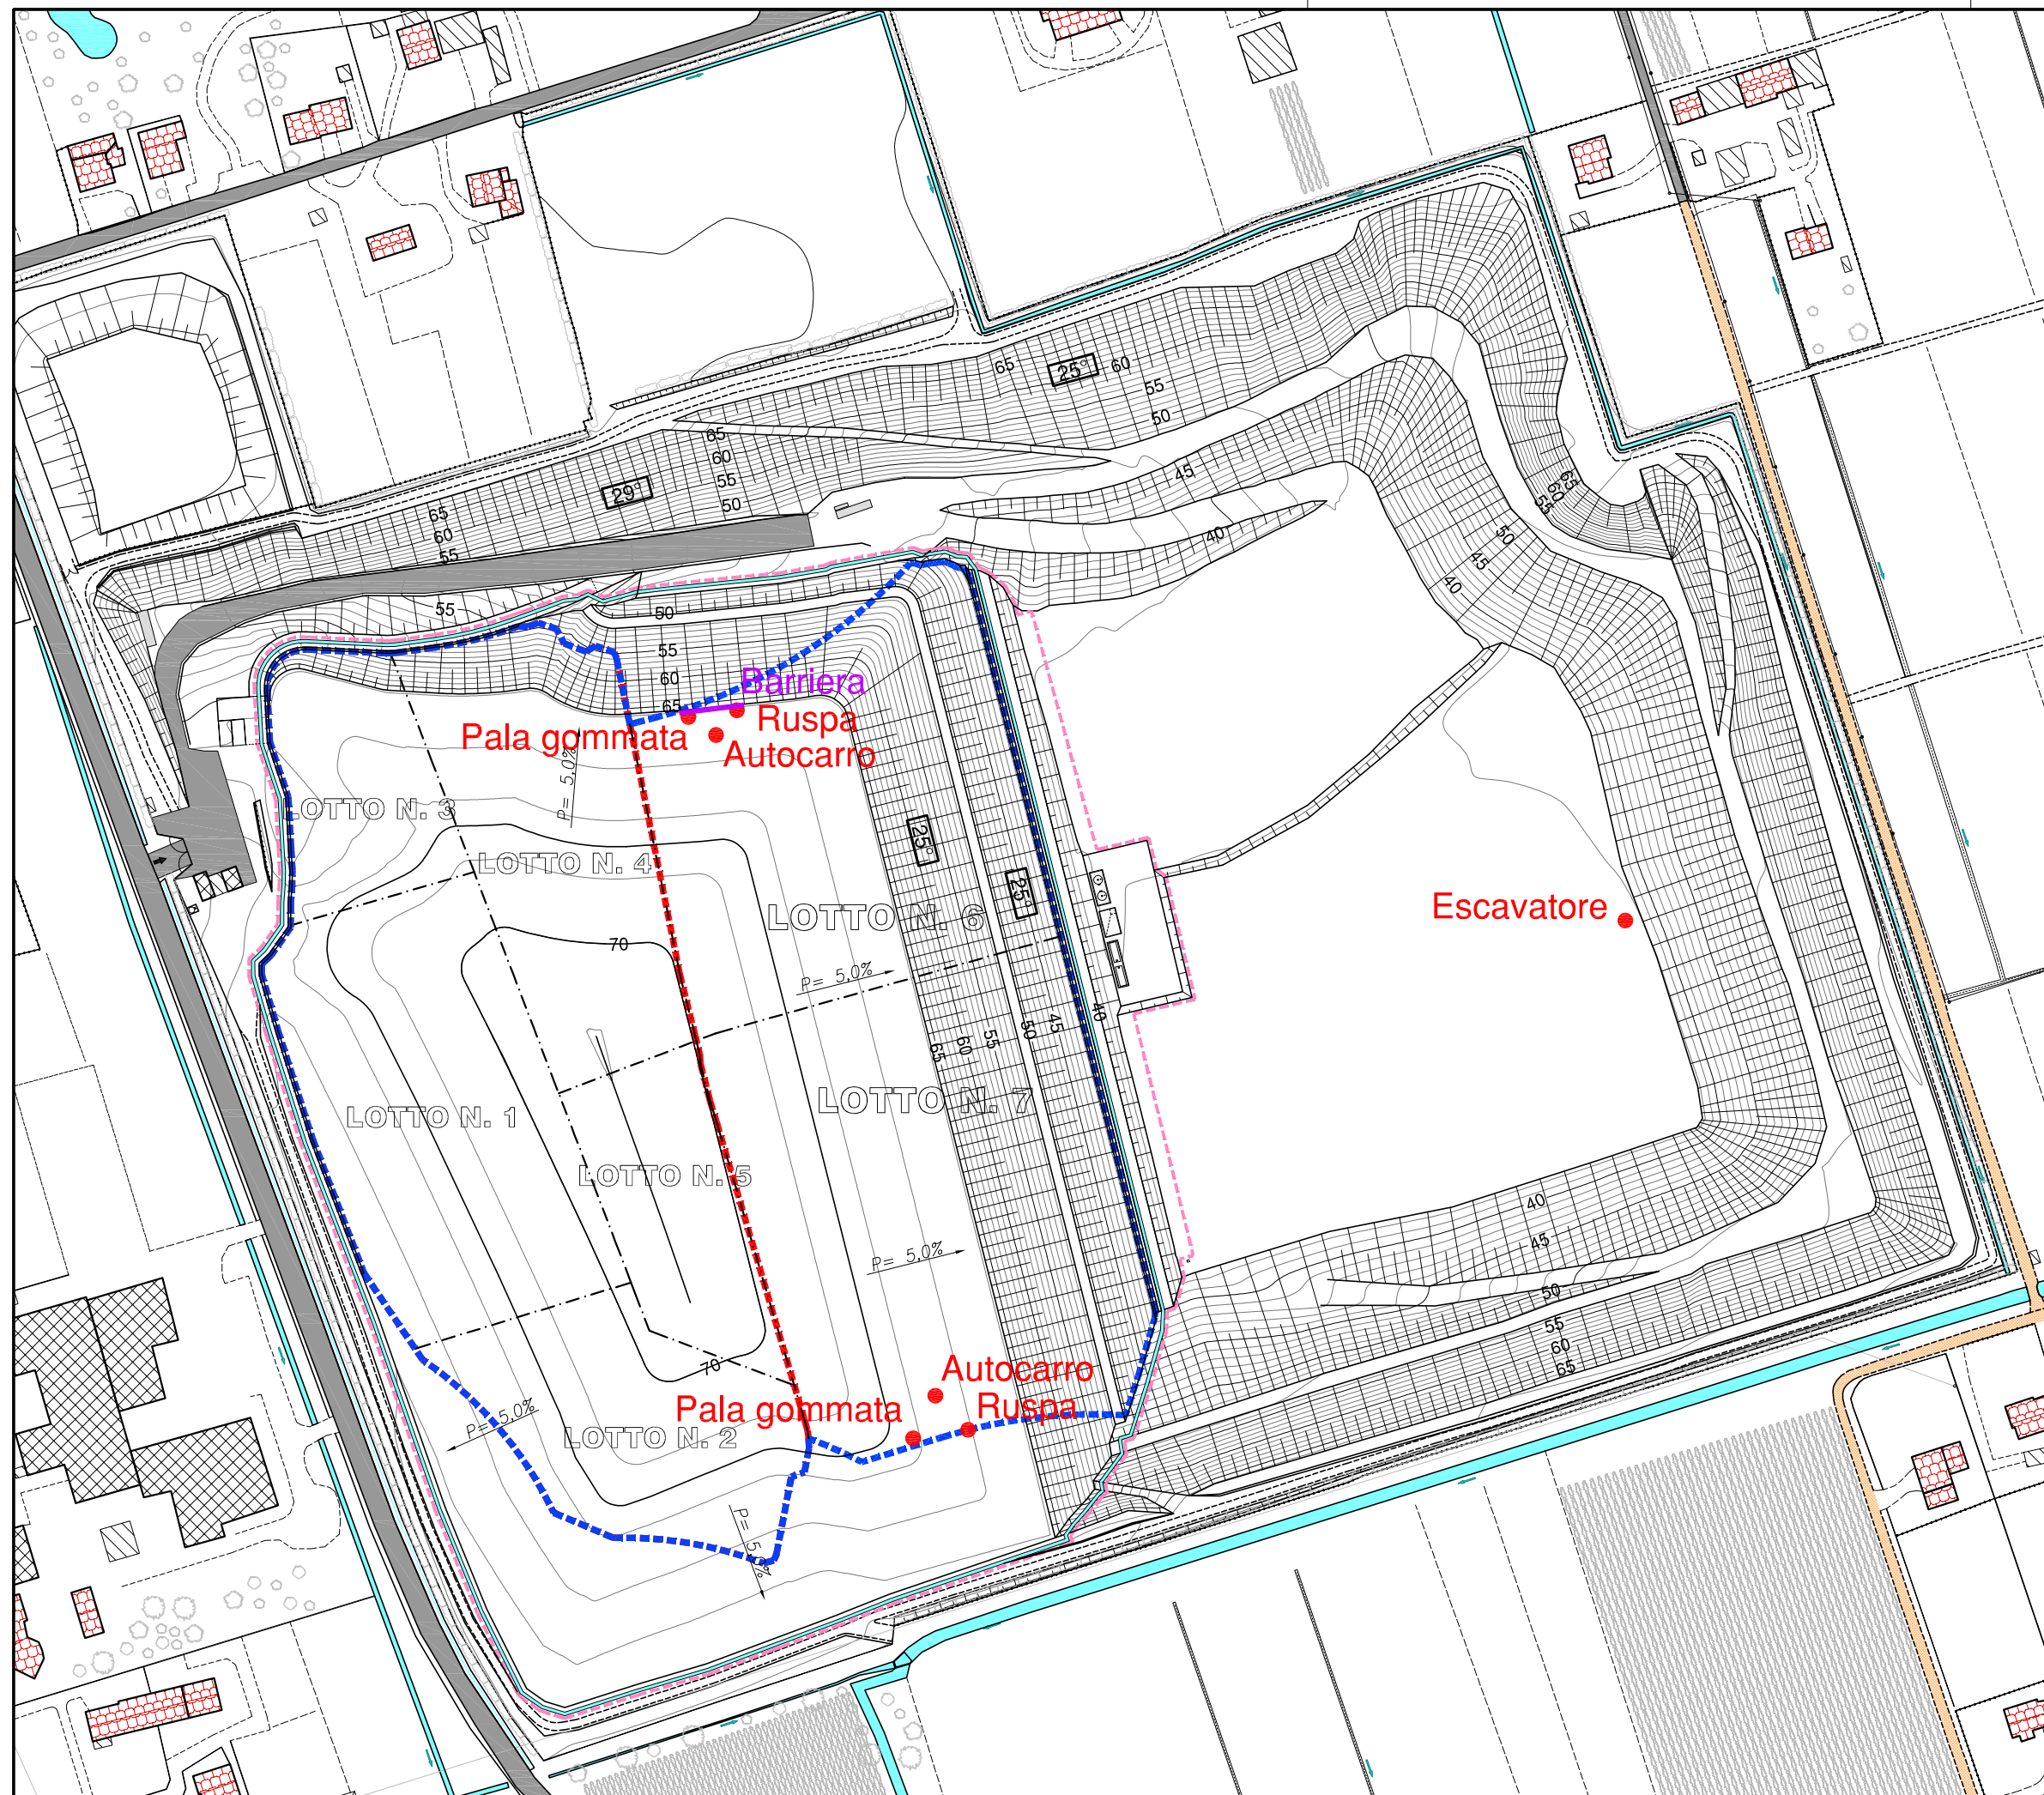 65
25°
60
55
50
65
60
55
50
29°
65
60
55
45
40
65
60
55
50
45
40
55
50
55
60
65
Barriera
Ruspa
Pala gommata
Autocarro
P= 5,0%
LOTTO N. 3
LOTTO N. 4
25°
25°
LOTTO N. 6
Escavatore
70
P= 5,0%
65
60
55
50
45
40
LOTTO N. 1
LOTTO N. 7
LOTTO N. 5
P= 5,0%
40
45
50
55
60
65
70
Autocarro
Pala gommata
Ruspa
P= 5,0%
LOTTO N. 2
P= 5,0%